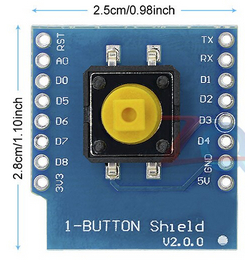 2.5cm/0.98inch
2.8cm/1.10inch
RST
A0
D0
D5
D6
D7
D8
3V3
TX
RX
D1
D2
D3
D4
GND
5V
1-BUTTON Shield
V2.0.0